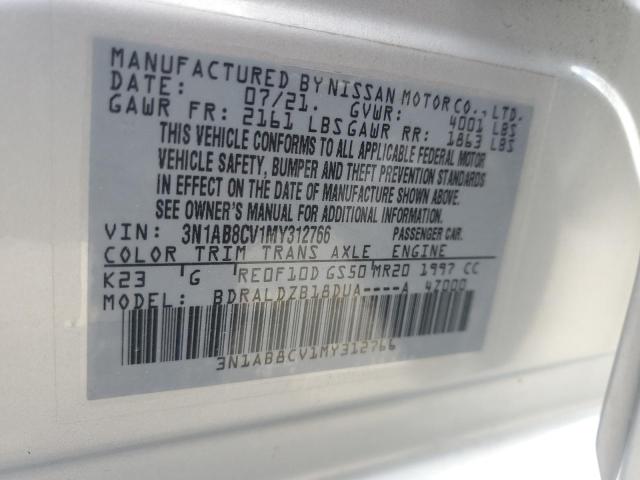 MANUFACTURED BY NISSAN MOTOR CO., LTD.
DATE: 07/21. GVWR: 4001 LBS
GAWR FR: 2161 LBS GAWR RR: 1863 LBS
THIS VEHICLE CONFORMS TO ALL APPLICABLE FEDERAL MOTOR
VEHICLE SAFETY, BUMPER AND THEFT PREVENTION STANDARDS
IN EFFECT ON THE DATE OF MANUFACTURE SHOWN ABOVE.
SEE OWNER'S MANUAL FOR ADDITIONAL INFORMATION.
VIN: 3N1AB8CV1MY312766 PASSENGER CAR.
COLOR TRIM TRANS AXLE ENGINE
K23 G RE0F10D GS50 MR20 1997 CC
MODEL: BDRALDZB18DUA----A 4Z000
3N1AB8CV1MY312766